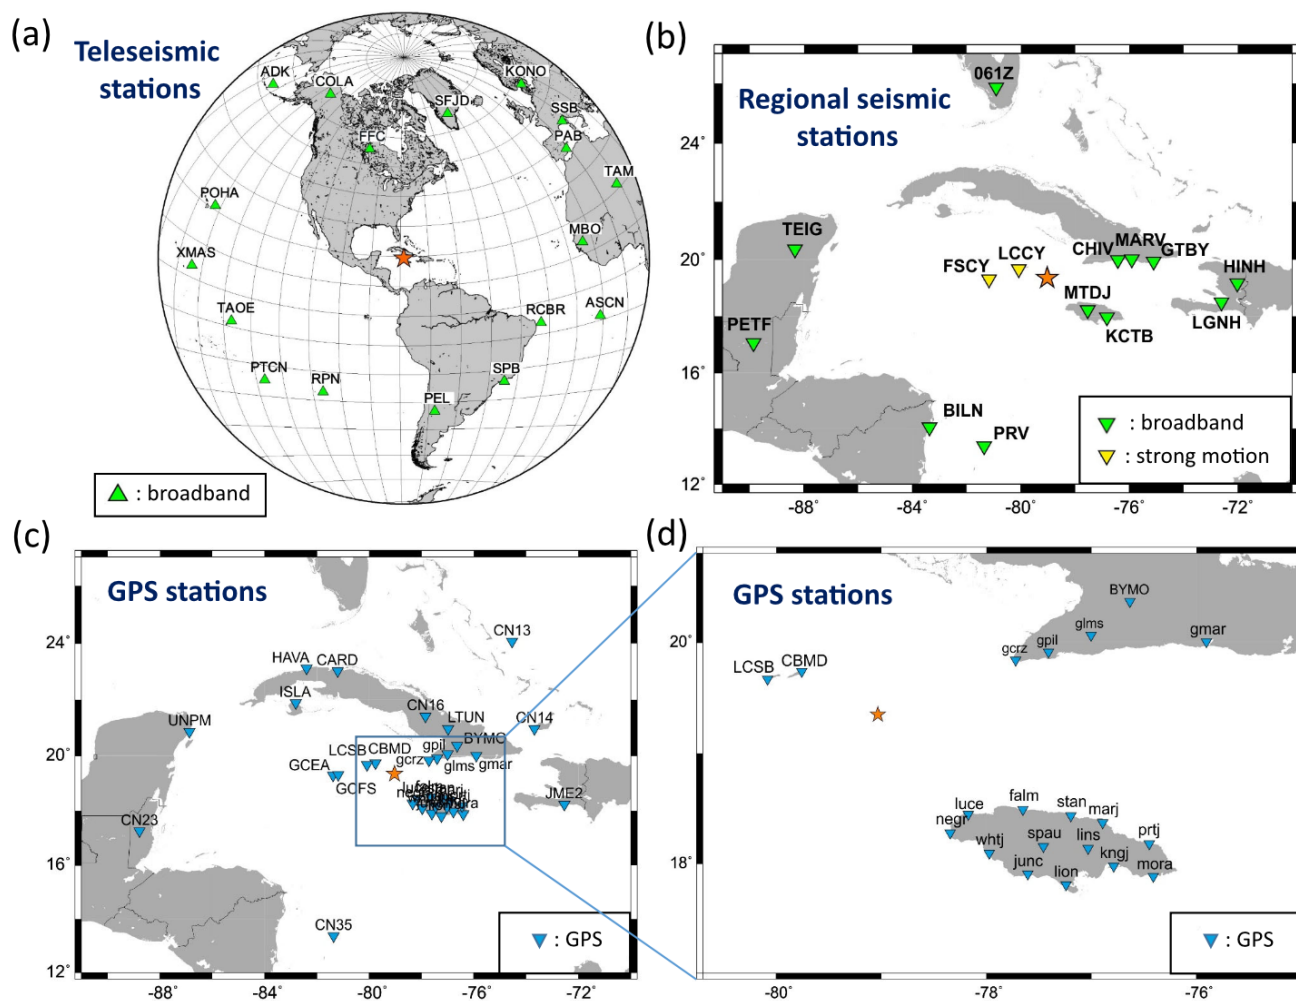 (a)
Teleseismic
stations
ADK
COLA
KONO
SFJD
SSB
FFC
PAB
TAM
POHA
MBO
XMAS
TAOE
RCBR
ASCN
PTCN
RPN
SPB
PEL
: broadband
(b)
Regional seismic
stations
061Z
24°
20°
16°
12°
TEIG
FSCY
LCCY
CHIV
MARV
GTBY
HINH
MTDJ
LGNH
PETF
KCTB
BILN
PRV
: broadband
: strong motion
-88 -84 -80 -76 -72
(c)
GPS stations
CN13
24°
HAVA
CARD
ISLA
CN16
LTUN
CN14
UNPM
BYMO
20°
LCSB
CBMD
gpil
gcrz
GCEA
glms
gmar
GCFS
falm
JME2
CN23
16°
CN35
: GPS
12°
-88 -84 -80 -76 -72
(d)
GPS stations
BYMO
glms
gmar
20°
gpil
gcrz
LCSB
CBMD
luce
falm
stan
marj
negr
whtj
spau
lins
prtj
18°
junc
lion
kngj
mora
: GPS
-80 -78 -76